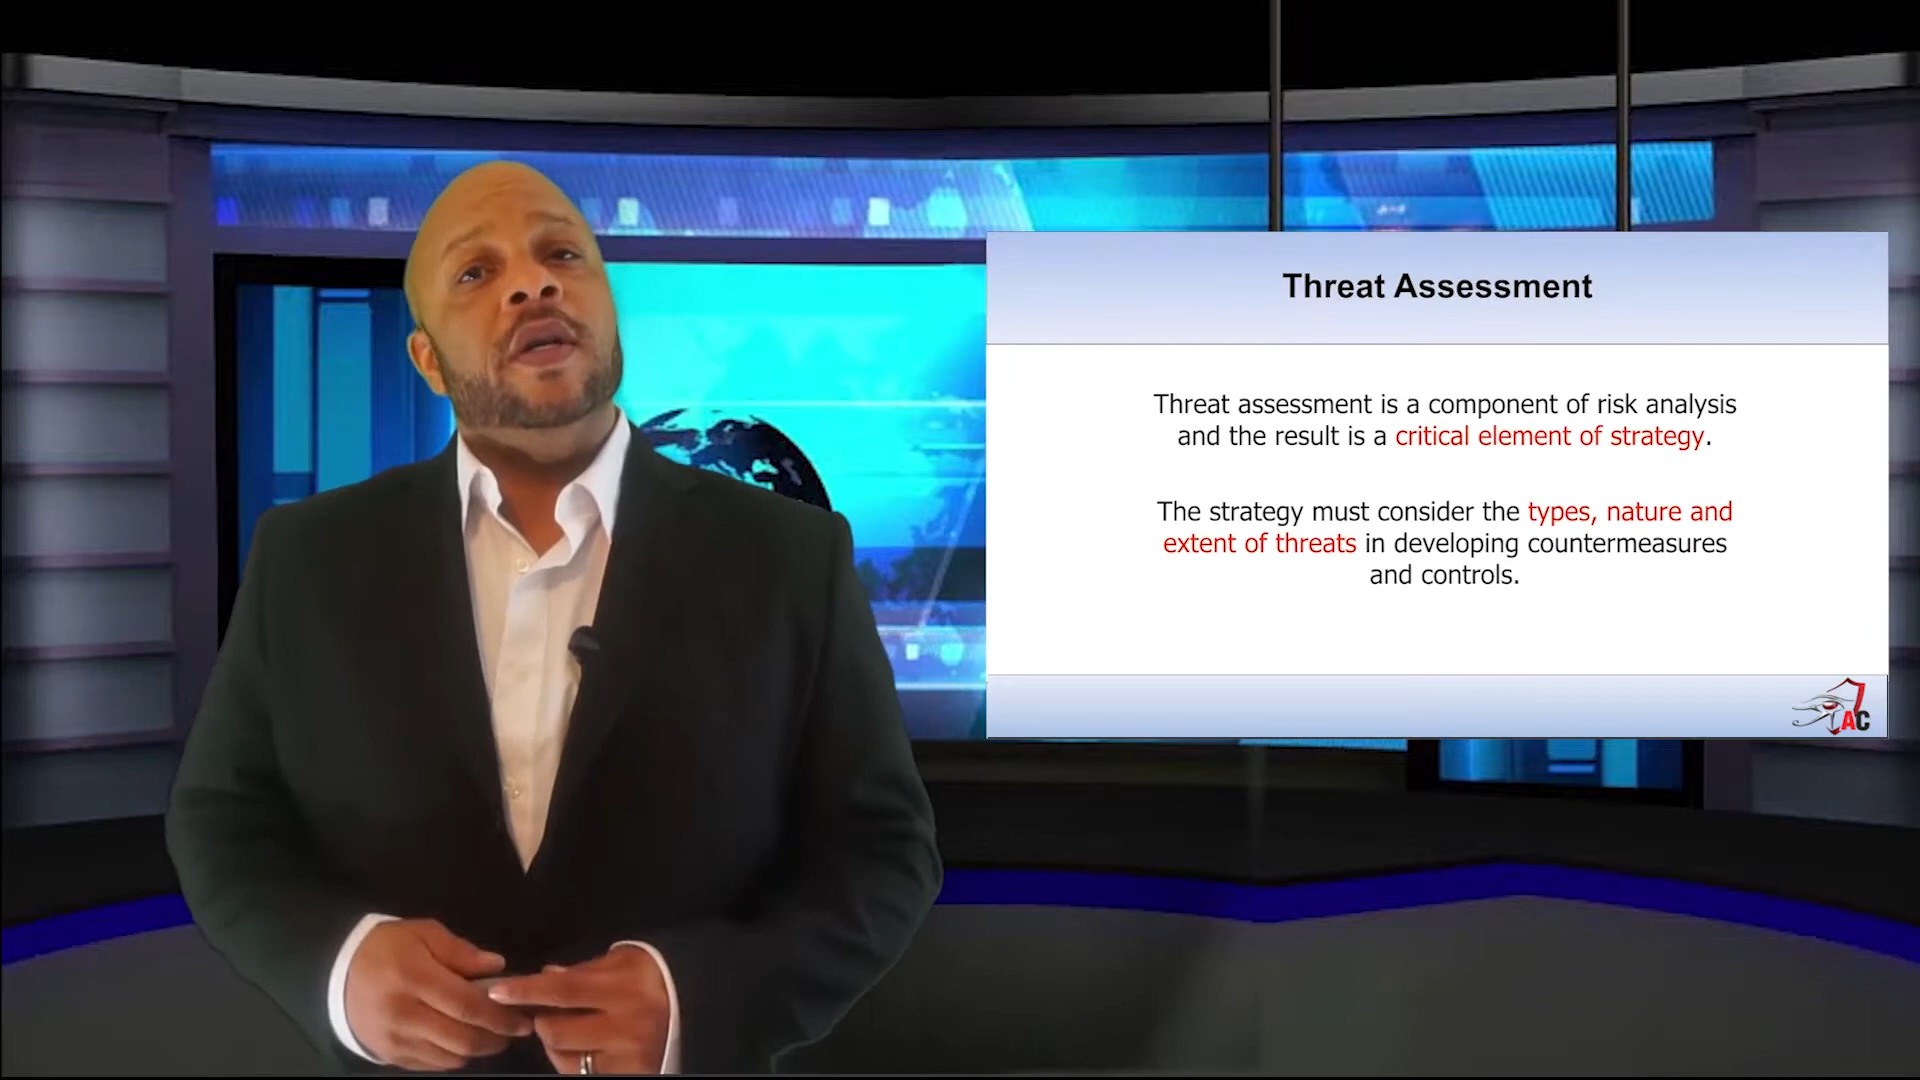 Threat Assessment
Threat assessment is a component of risk analysis
and the result is a critical element of strategy.
The strategy must consider the types, nature and
extent of threats in developing countermeasures
and controls.
AC